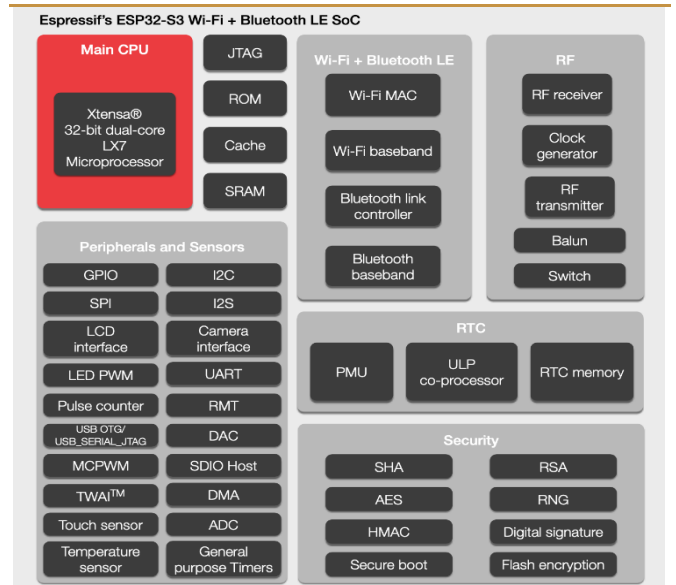 Espressif's ESP32-S3 Wi-Fi + Bluetooth LE SoC
Main CPU
Xtensa®
32-bit dual-core
LX7
Microprocessor
JTAG
ROM
Cache
SRAM
Wi-Fi + Bluetooth LE
Wi-Fi MAC
Wi-Fi baseband
Bluetooth link
controller
Bluetooth
baseband
RF
RF receiver
Clock
generator
RF
transmitter
Balun
Switch
Peripherals and Sensors
GPIO
I2C
SPI
I2S
LCD
interface
Camera
interface
LED PWM
UART
Pulse counter
RMT
USB OTG/
USB_SERIAL_JTAG
DAC
MCPWM
SDIO Host
TWAI™
DMA
Touch sensor
ADC
Temperature
sensor
General
purpose Timers
RTC
PMU
ULP
co-processor
RTC memory
Security
SHA
RSA
AES
RNG
HMAC
Digital signature
Secure boot
Flash encryption